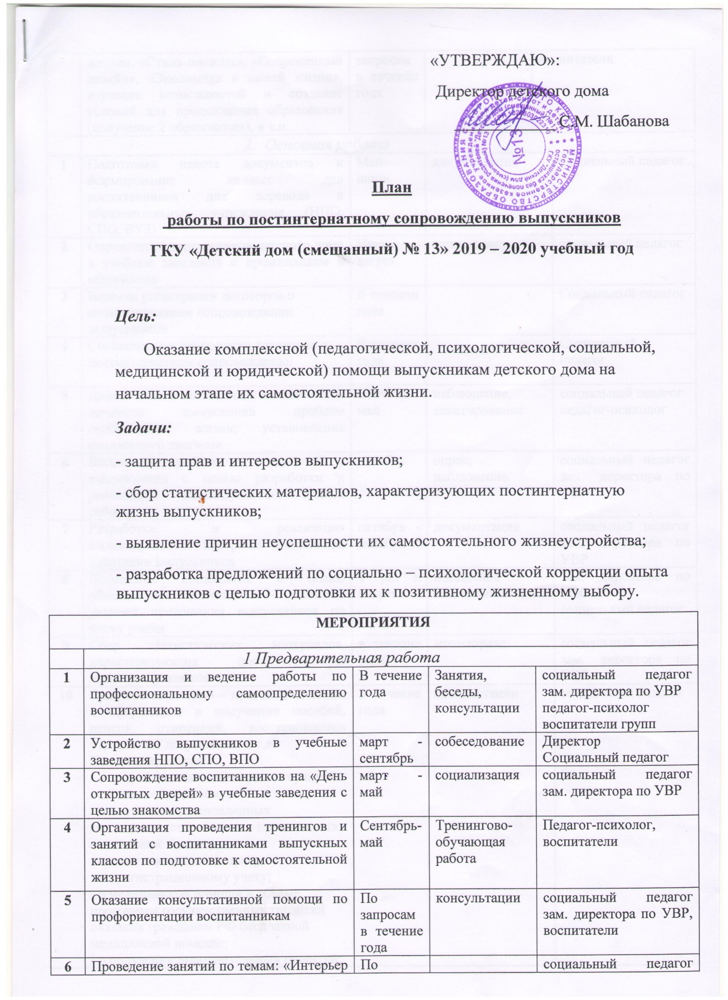 «УТВЕРЖДАЮ»:
Директор детского дома
С.М. Шабанова
№13
План
работы по постинтернатному сопровождению выпускников
ГКУ «Детский дом (смещанный) № 13» 2019 – 2020 учебный год
Цель:
Оказание комплексной (педагогической, психологической, социальной,
медицинской и юридической) помощи выпускникам детского дома на
начальном этапе их самостоятельной жизни.
Задачи:
- защита прав и интересов выпускников;
- сбор статистических материалов, характеризующих постинтернатную
жизнь выпускников;
- выявление причин неуспешности их самостоятельного жизнеустройства;
- разработка предложений по социально – психологической коррекции опыта
выпускников с целью подготовки их к позитивному жизненному выбору.
МЕРОПРИЯТИЯ
1 Предварительная работа
1 Организация и ведение работы по В течение Занятия, социальный педагог
профессиональному самоопределению года беседы, зам. директора по УВР
воспитанников консультации педагог-психолог
воспитатели групп
2 Устройство выпускников в учебные март - собеседование Директор
заведения НПО, СПО, ВПО сентябрь Социальный педагог
3 Сопровождение воспитанников на «День март - социализация социальный педагог
открытых дверей» в учебные заведения с май зам. директора по УВР
целью знакомства
4 Организация проведения тренингов и Сентябрь- Тренингово- Педагог-психолог,
занятий с воспитанниками выпускных май обучающая воспитатели
классов по подготовке к самостоятельной работа
жизни
5 Оказание консультативной помощи по По консультации социальный педагог
профориентации воспитанникам запросам зам. директора по УВР,
в течение воспитатели
года
6 Проведение занятий по темам: «Интерьер По социальный педагог